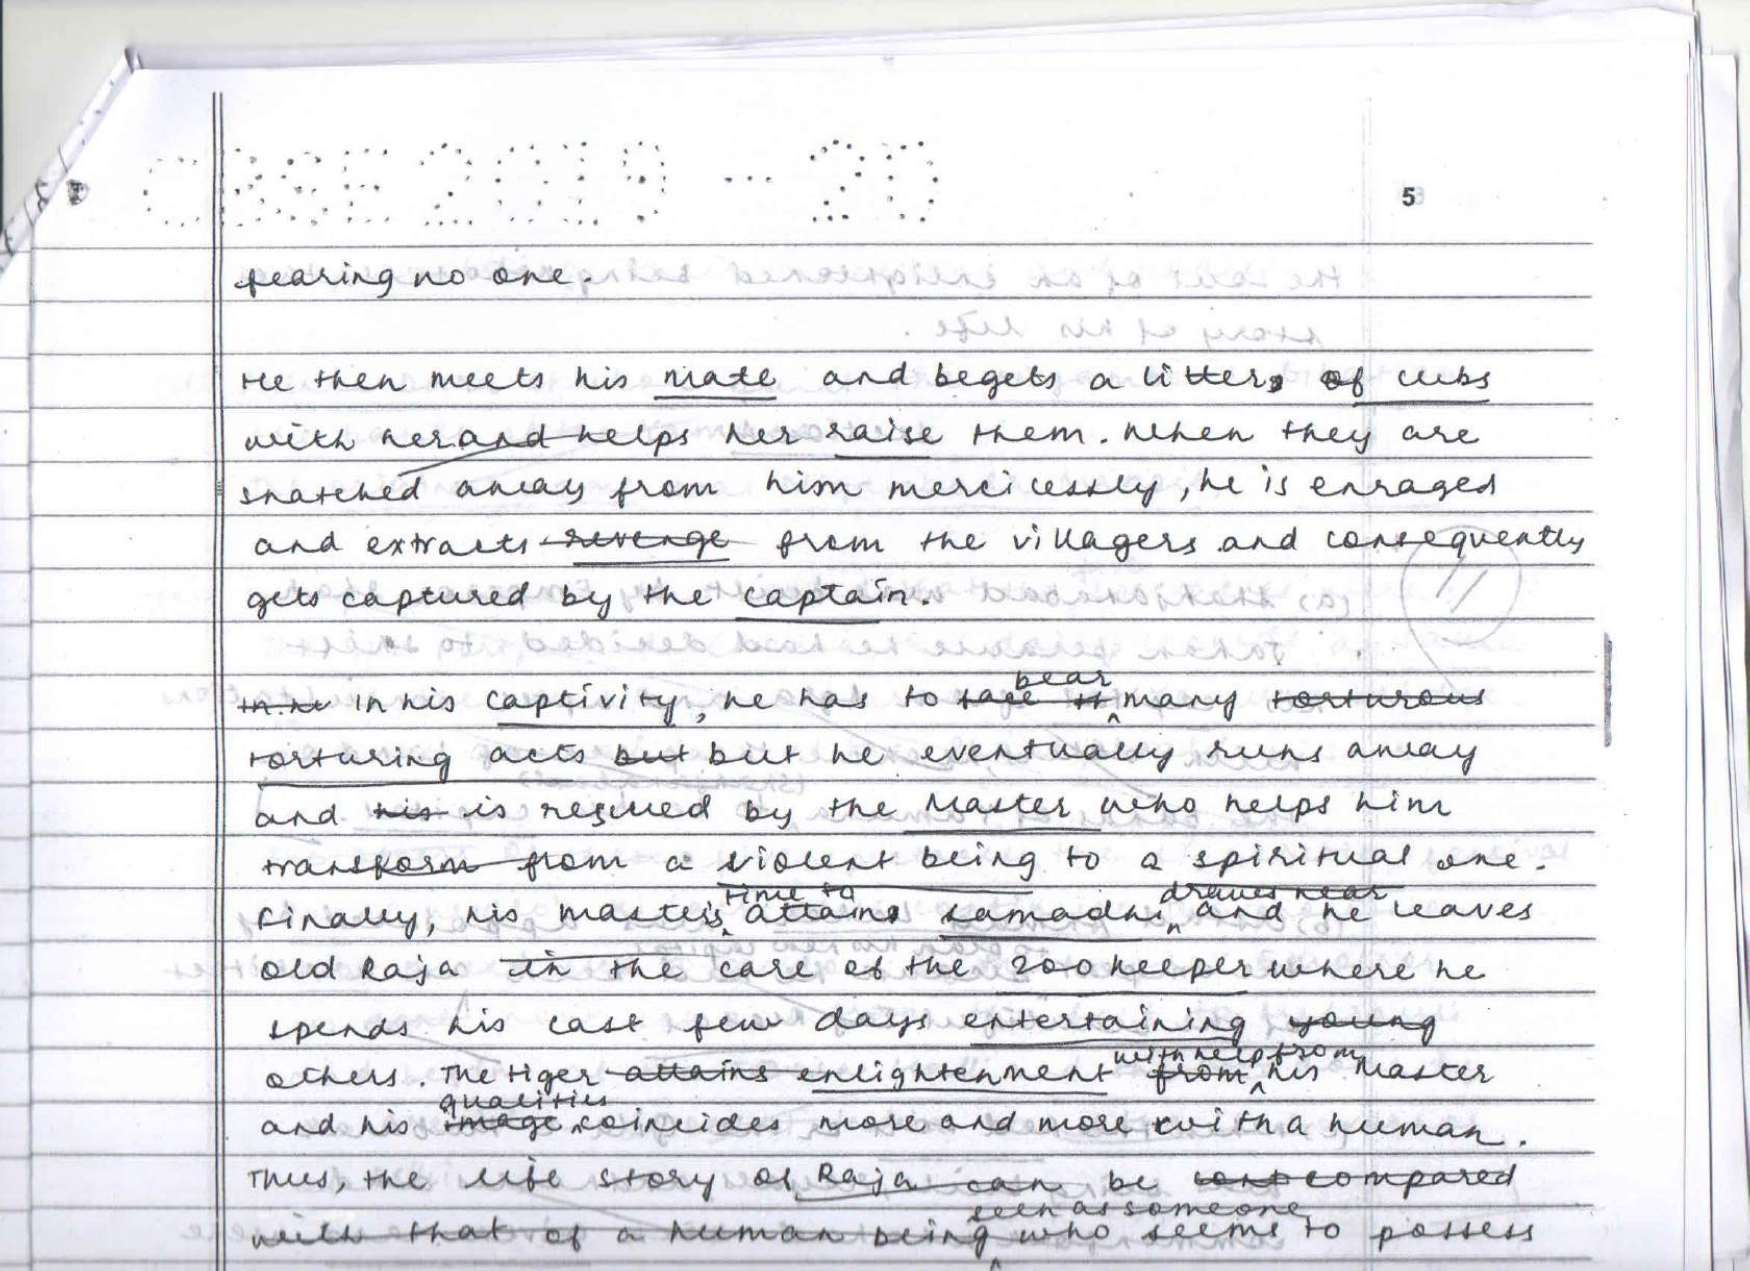 CBSE 2019 - 20
5
fearing no one.
He then meets his mate and begets a litter of cubs
with her and helps her raise them. When they are
snatched away from him mercilessly, he is enraged
and extracts revenge from the villagers and consequently
gets captured by the captain.
In his captivity, he has to bear many torturous
torturing acts but but he eventually runs away
and his is rescued by the Master who helps him
transform from a violent being to a spiritual one.
Finally, his master's time to attain samadhi draws near and he leaves
old Raja in the care of the zookeeper where he
spends his last few days entertaining young
others. The tiger attains enlightenment from with help from his Master
and his image qualities coincides more and more with a human.
Thus, the life story of Raja can be compared
with that of a human being seen as someone who seems to possess
11